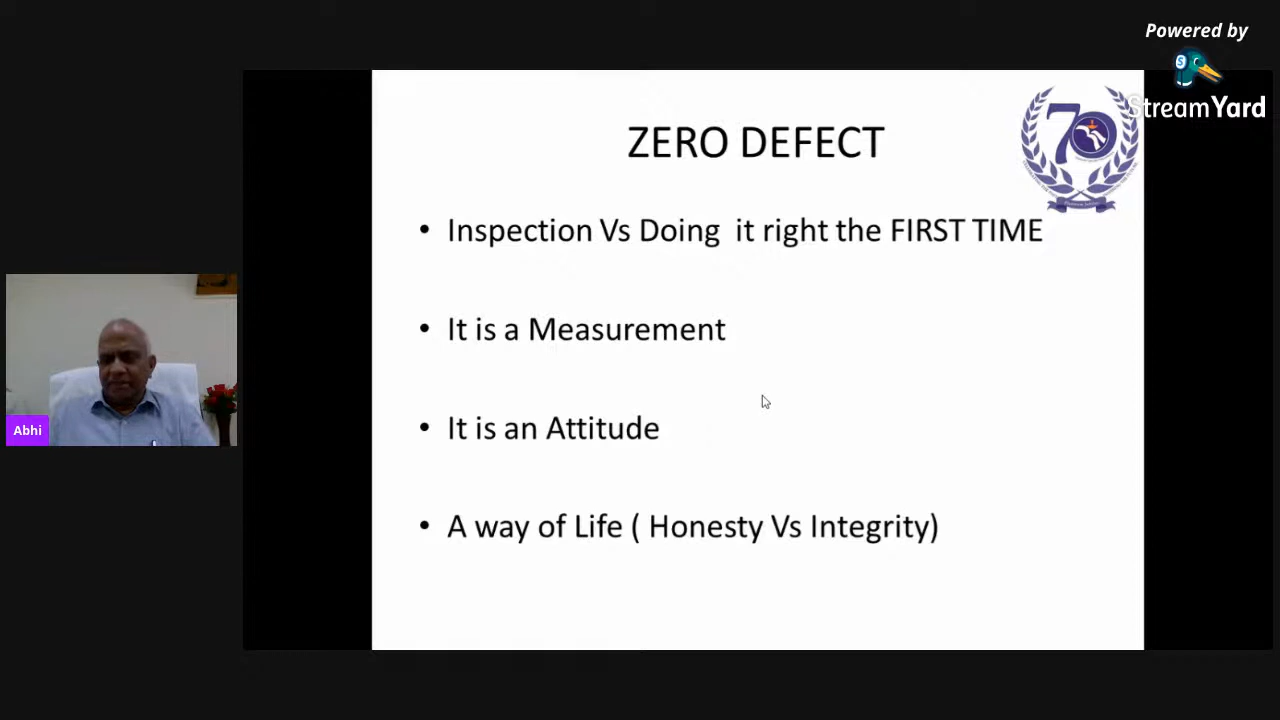 Powered by
StreamYard
ZERO DEFECT
70
• Inspection Vs Doing it right the FIRST TIME
• It is a Measurement
• It is an Attitude
• A way of Life ( Honesty Vs Integrity)
Abhi